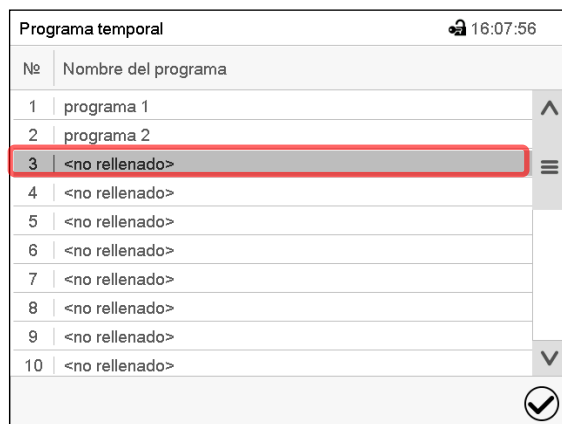 Programa temporal 16:07:56
№ Nombre del programa
1 programa 1
2 programa 2
3 <no rellenado>
4 <no rellenado>
5 <no rellenado>
6 <no rellenado>
7 <no rellenado>
8 <no rellenado>
9 <no rellenado>
10 <no rellenado>